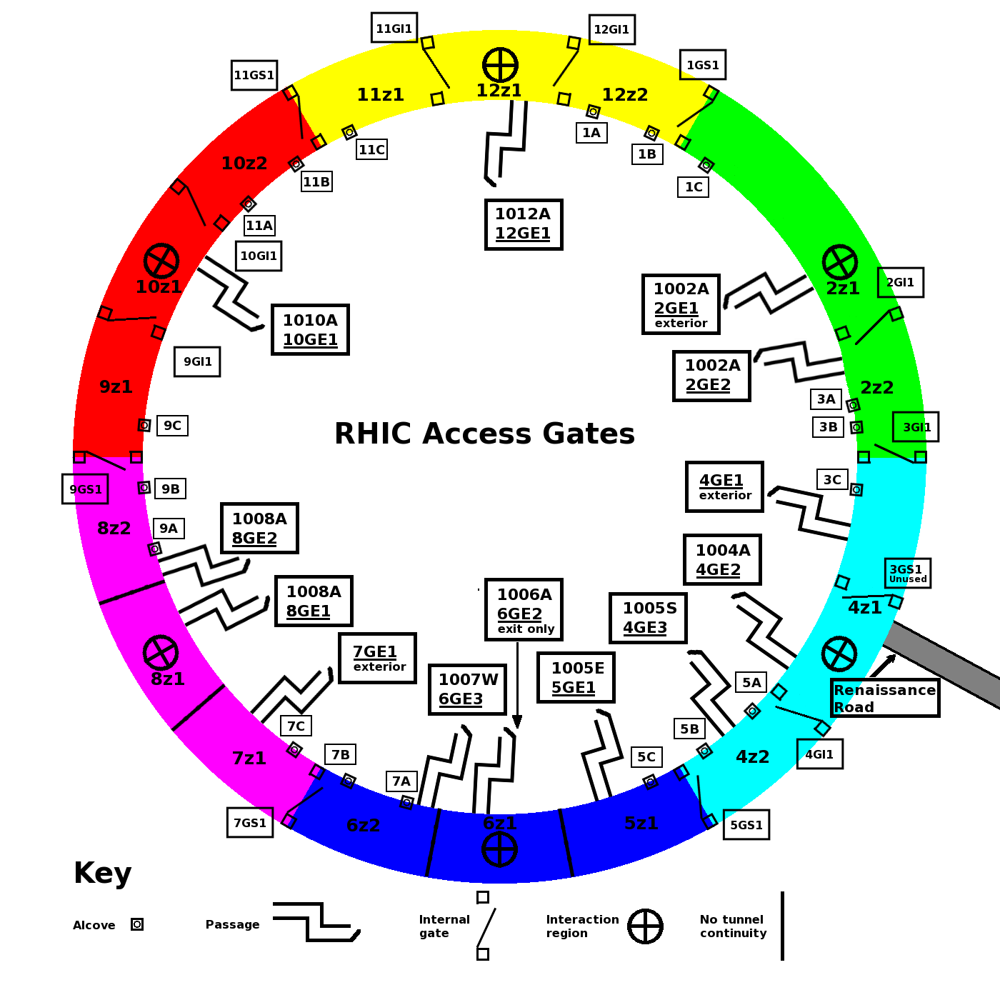 11GI1
12GI1
11GS1
1GS1
11z1
12z1
12z2
1A
1B
1C
11C
11B
11A
10z2
10GI1
10z1
1012A
12GE1
1010A
10GE1
1002A
2GE1
exterior
2z1
2GI1
9GI1
9z1
1002A
2GE2
2z2
3A
3B
3GI1
9C
RHIC Access Gates
9GS1
9B
9A
8z2
4GE1
exterior
3C
1008A
8GE2
1004A
4GE2
3GS1
Unused
4z1
1008A
8GE1
1006A
6GE2
exit only
1005S
4GE3
7GE1
exterior
8z1
1007W
6GE3
1005E
5GE1
5A
Renaissance
Road
7C
5B
7B
5C
7z1
4z2
4GI1
7A
7GS1
6z2
6z1
5z1
5GS1
Key
Alcove
Passage
Internal
gate
Interaction
region
No tunnel
continuity